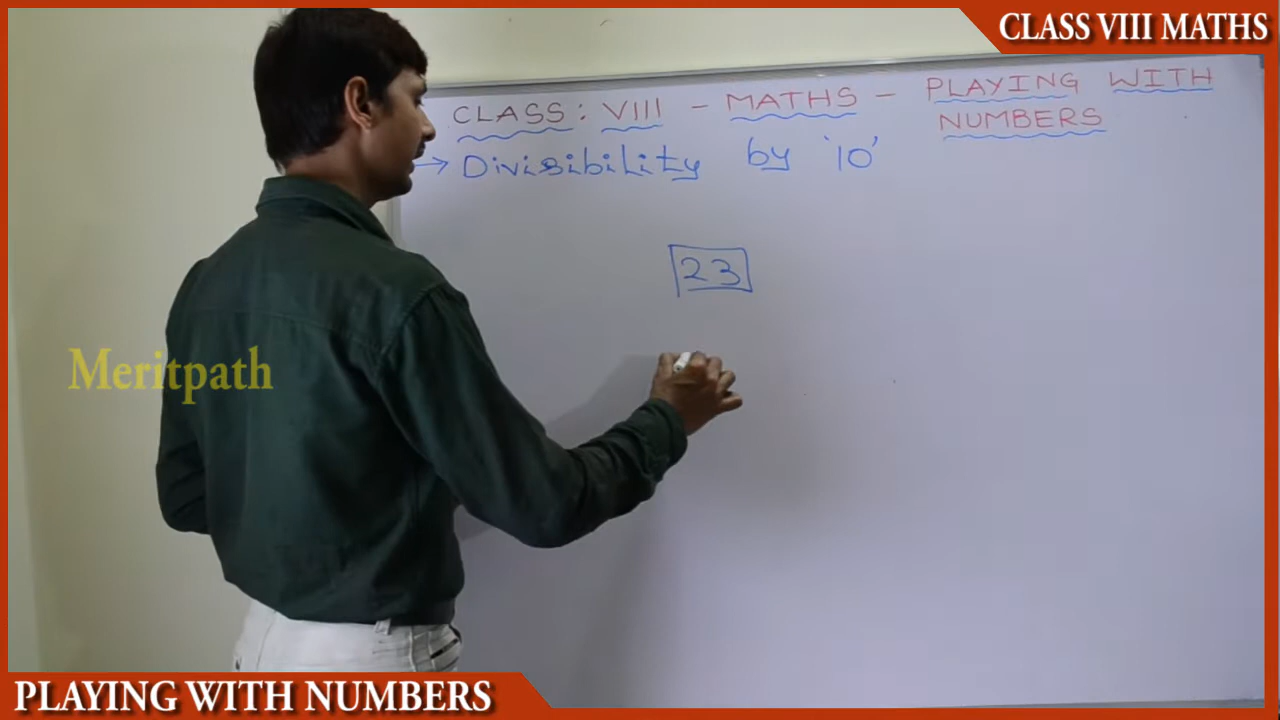 CLASS VIII MATHS
CLASS: VIII - MATHS - PLAYING WITH
NUMBERS
→ Divisibility by '10'
23
Meritpath
PLAYING WITH NUMBERS